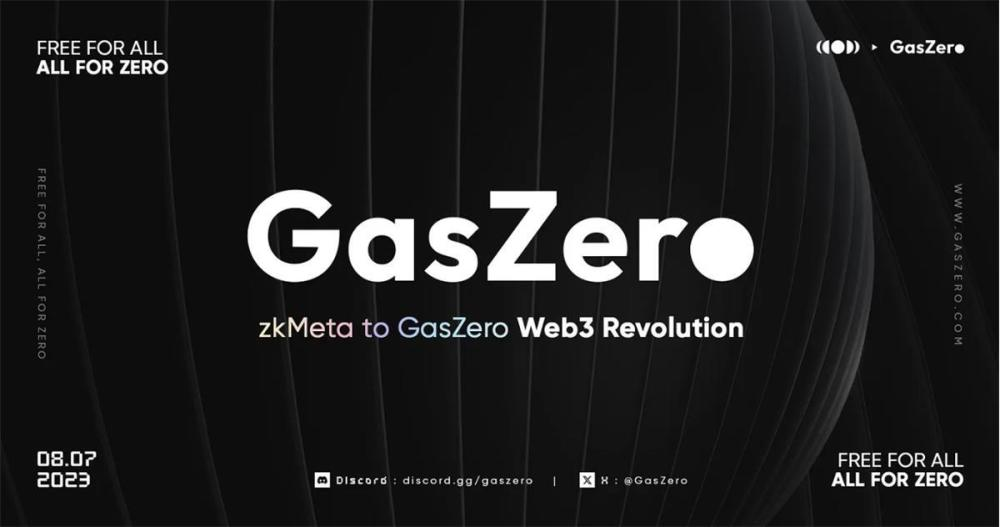 FREE FOR ALL
ALL FOR ZERO
GasZero
FREE FOR ALL, ALL FOR ZERO
WWW.GASZERO.COM
GasZero
zkMeta to GasZero Web3 Revolution
08.07
2023
Discord : discord.gg/gaszero | X : @GasZero
FREE FOR ALL
ALL FOR ZERO